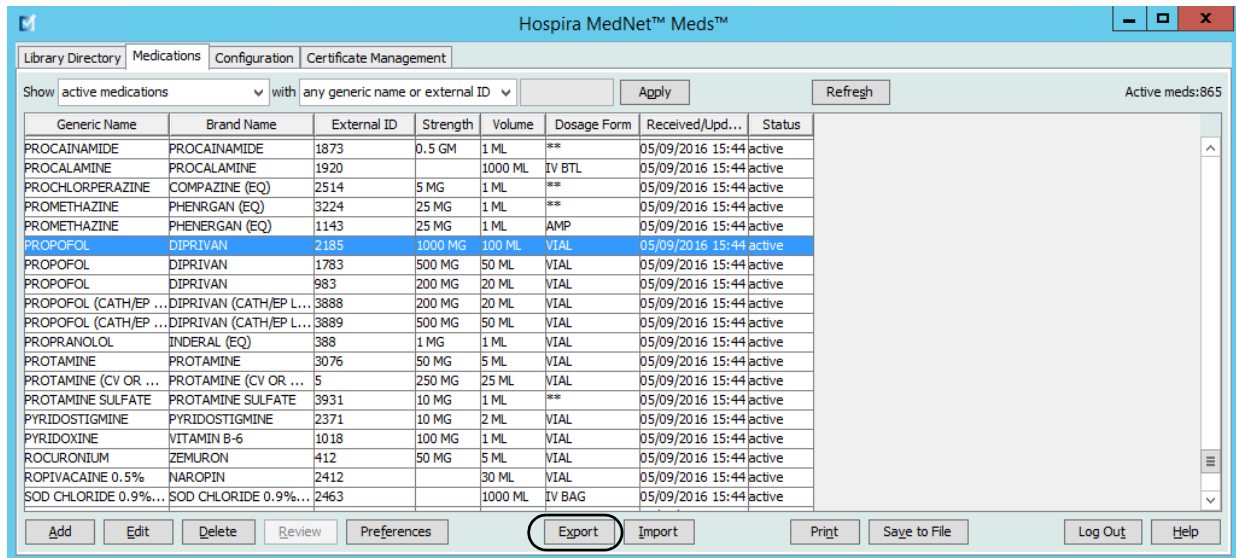 Hospira MedNet™ Meds™
Library Directory Medications Configuration Certificate Management
Show active medications with any generic name or external ID Apply Refresh Active meds:865
Generic Name Brand Name External ID Strength Volume Dosage Form Received/Upd... Status
PROCAINAMIDE PROCAINAMIDE 1873 0.5 GM 1 ML ** 05/09/2016 15:44 active
PROCALAMINE PROCALAMINE 1920 1000 ML IV BTL 05/09/2016 15:44 active
PROCHLORPERAZINE COMPAZINE (EQ) 2514 5 MG 1 ML ** 05/09/2016 15:44 active
PROMETHAZINE PHENRGAN (EQ) 3224 25 MG 1 ML ** 05/09/2016 15:44 active
PROMETHAZINE PHENERGAN (EQ) 1143 25 MG 1 ML AMP 05/09/2016 15:44 active
PROPOFOL DIPRIVAN 2185 1000 MG 100 ML VIAL 05/09/2016 15:44 active
PROPOFOL DIPRIVAN 1783 500 MG 50 ML VIAL 05/09/2016 15:44 active
PROPOFOL DIPRIVAN 983 200 MG 20 ML VIAL 05/09/2016 15:44 active
PROPOFOL (CATH/EP ... DIPRIVAN (CATH/EP L... 3888 200 MG 20 ML VIAL 05/09/2016 15:44 active
PROPOFOL (CATH/EP ... DIPRIVAN (CATH/EP L... 3889 500 MG 50 ML VIAL 05/09/2016 15:44 active
PROPRANOLOL INDERAL (EQ) 388 1 MG 1 ML VIAL 05/09/2016 15:44 active
PROTAMINE PROTAMINE 3076 50 MG 5 ML VIAL 05/09/2016 15:44 active
PROTAMINE (CV OR ... PROTAMINE (CV OR ... 5 250 MG 25 ML VIAL 05/09/2016 15:44 active
PROTAMINE SULFATE PROTAMINE SULFATE 3931 10 MG 1 ML ** 05/09/2016 15:44 active
PYRIDOSTIGMINE PYRIDOSTIGMINE 2371 10 MG 2 ML VIAL 05/09/2016 15:44 active
PYRIDOXINE VITAMIN B-6 1018 100 MG 1 ML VIAL 05/09/2016 15:44 active
ROCURONIUM ZEMURON 412 50 MG 5 ML VIAL 05/09/2016 15:44 active
ROPIVACAINE 0.5% NAROPIN 2412 30 ML VIAL 05/09/2016 15:44 active
SOD CHLORIDE 0.9%... SOD CHLORIDE 0.9%... 2463 1000 ML IV BAG 05/09/2016 15:44 active
Add Edit Delete Review Preferences Export Import Print Save to File Log Out Help